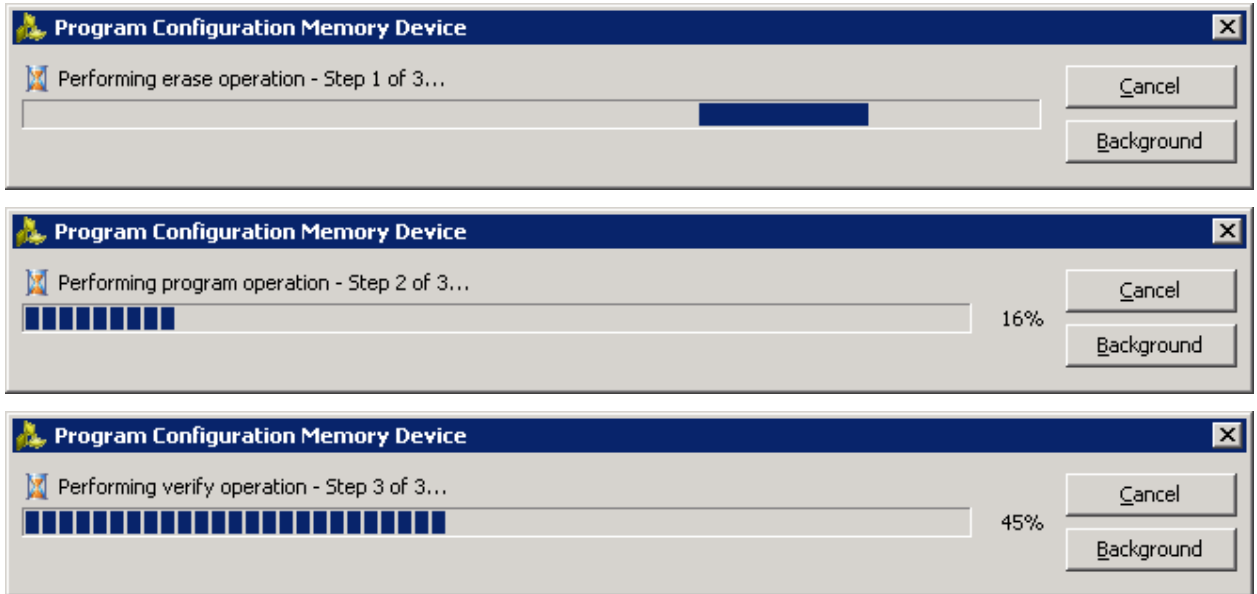 Program Configuration Memory Device
Performing erase operation - Step 1 of 3...
Cancel
Background
Program Configuration Memory Device
Performing program operation - Step 2 of 3...
Cancel
16%
Background
Program Configuration Memory Device
Performing verify operation - Step 3 of 3...
Cancel
45%
Background